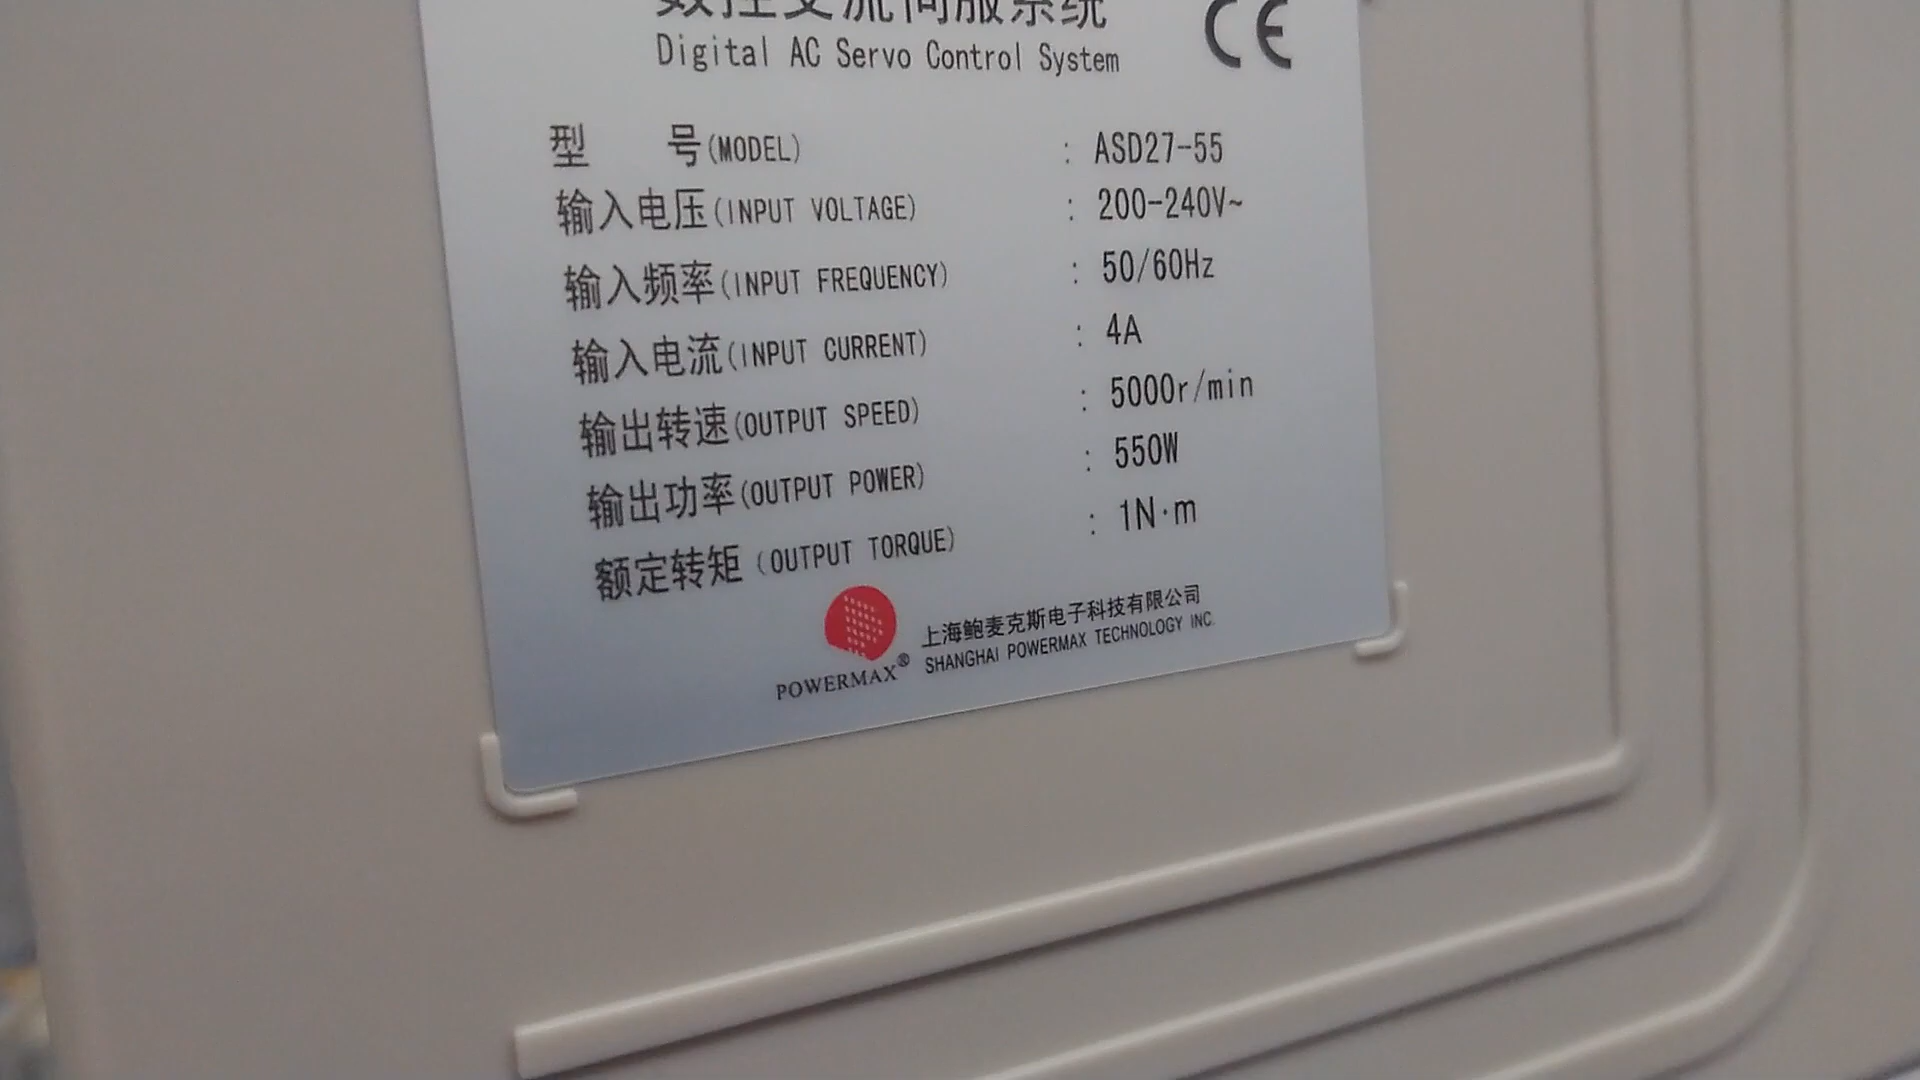 数控交流伺服系统
Digital AC Servo Control System CE
型 号(MODEL) : ASD27-55
输入电压(INPUT VOLTAGE) : 200-240V~
输入频率(INPUT FREQUENCY) : 50/60Hz
输入电流(INPUT CURRENT) : 4A
输出转速(OUTPUT SPEED) : 5000r/min
输出功率(OUTPUT POWER) : 550W
额定转矩(OUTPUT TORQUE) : 1N·m
POWERMAX®
上海鲍麦克斯电子科技有限公司
SHANGHAI POWERMAX TECHNOLOGY INC.